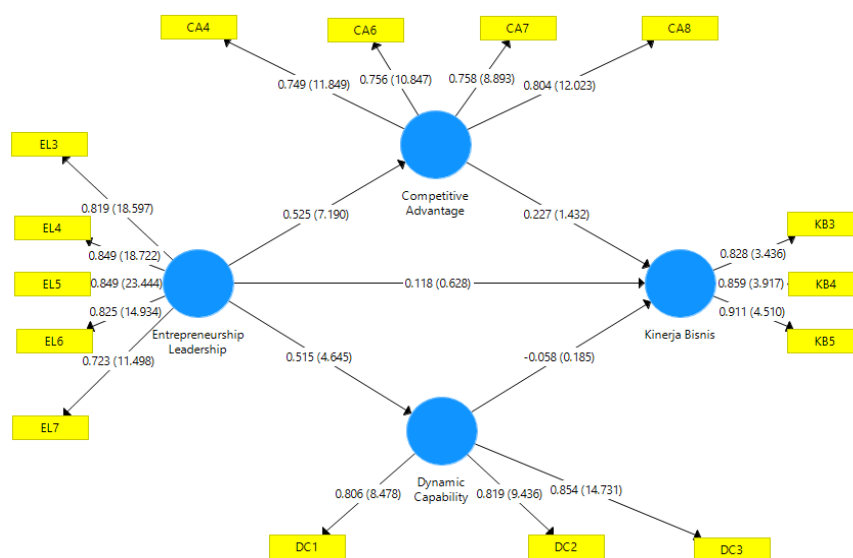 CA4
CA6
CA7
CA8
0.749 (11.849)
0.756 (10.847)
0.758 (8.893)
0.804 (12.023)
EL3
Competitive
Advantage
0.819 (18.597)
0.525 (7.190)
0.227 (1.432)
EL4
KB3
0.849 (18.722)
0.828 (3.436)
EL5
0.849 (23.444)
0.118 (0.628)
0.859 (3.917)
KB4
0.825 (14.934)
0.911 (4.510)
EL6
Entrepreneurship
Leadership
Kinerja Bisnis
KB5
0.723 (11.498)
0.515 (4.645)
-0.058 (0.185)
EL7
Dynamic
Capability
0.806 (8.478)
0.819 (9.436)
0.854 (14.731)
DC1
DC2
DC3